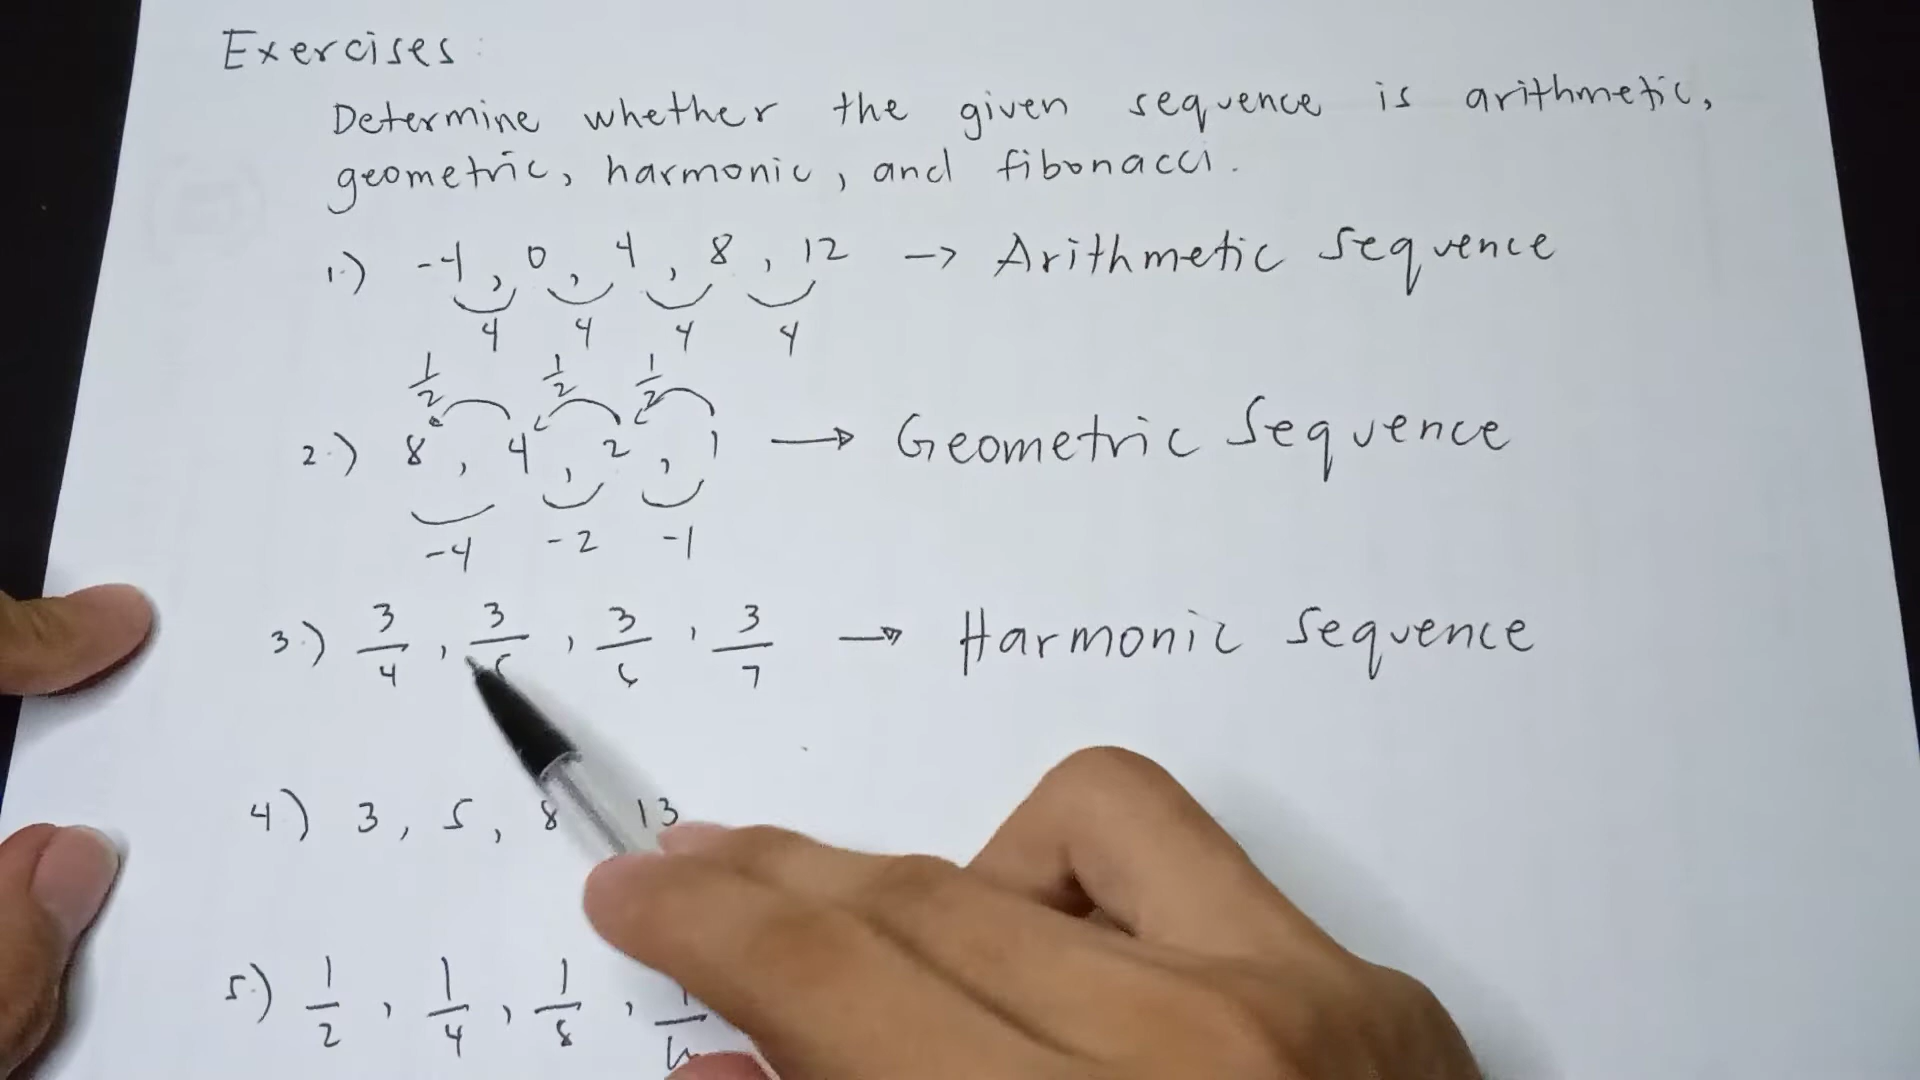 Exercises :
Determine whether the given sequence is arithmetic,
geometric, harmonic, and fibonacci.
1.) -4, 0, 4, 8, 12 → Arithmetic Sequence
4 4 4 4
1/2 1/2 1/2
2.) 8, 4, 2, 1 → Geometric Sequence
-4 -2 -1
3.) 3/4, 3/5, 3/6, 3/7 → Harmonic Sequence
4.) 3, 5, 8 13
5.) 1/2, 1/4, 1/8,